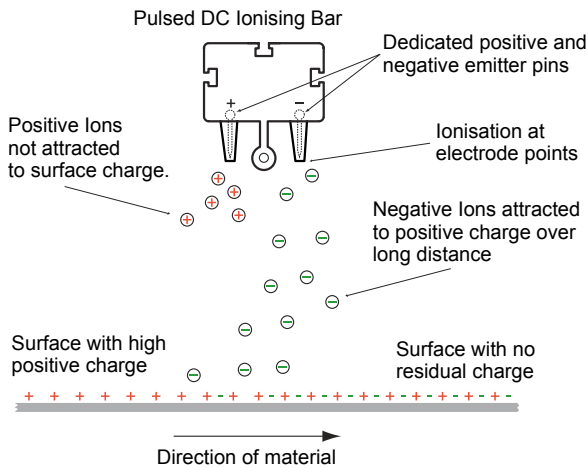 Pulsed DC Ionising Bar
Dedicated positive and
negative emitter pins
+ −
Positive Ions
not attracted
to surface charge.
Ionisation at
electrode points
Negative Ions attracted
to positive charge over
long distance
Surface with high
positive charge
Surface with no
residual charge
+ + + + + + + + - + - + - + - + - + - + - + - + - + - + -
Direction of material